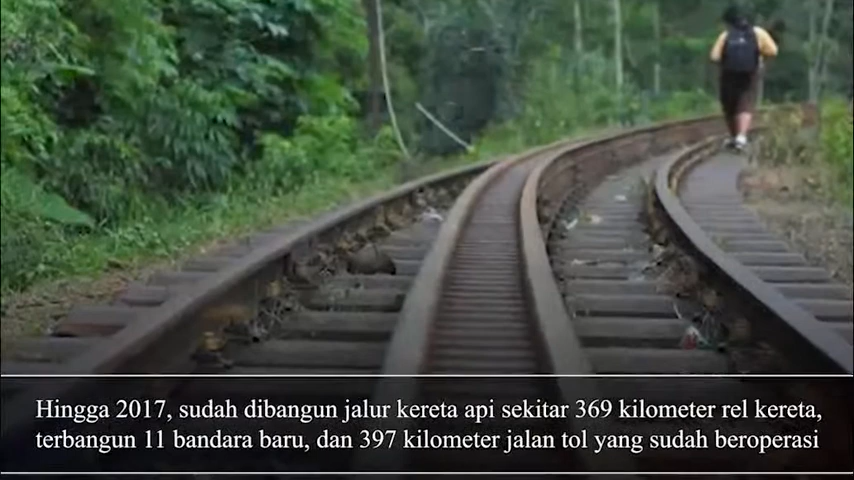 Hingga 2017, sudah dibangun jalur kereta api sekitar 369 kilometer rel kereta,
terbangun 11 bandara baru, dan 397 kilometer jalan tol yang sudah beroperasi